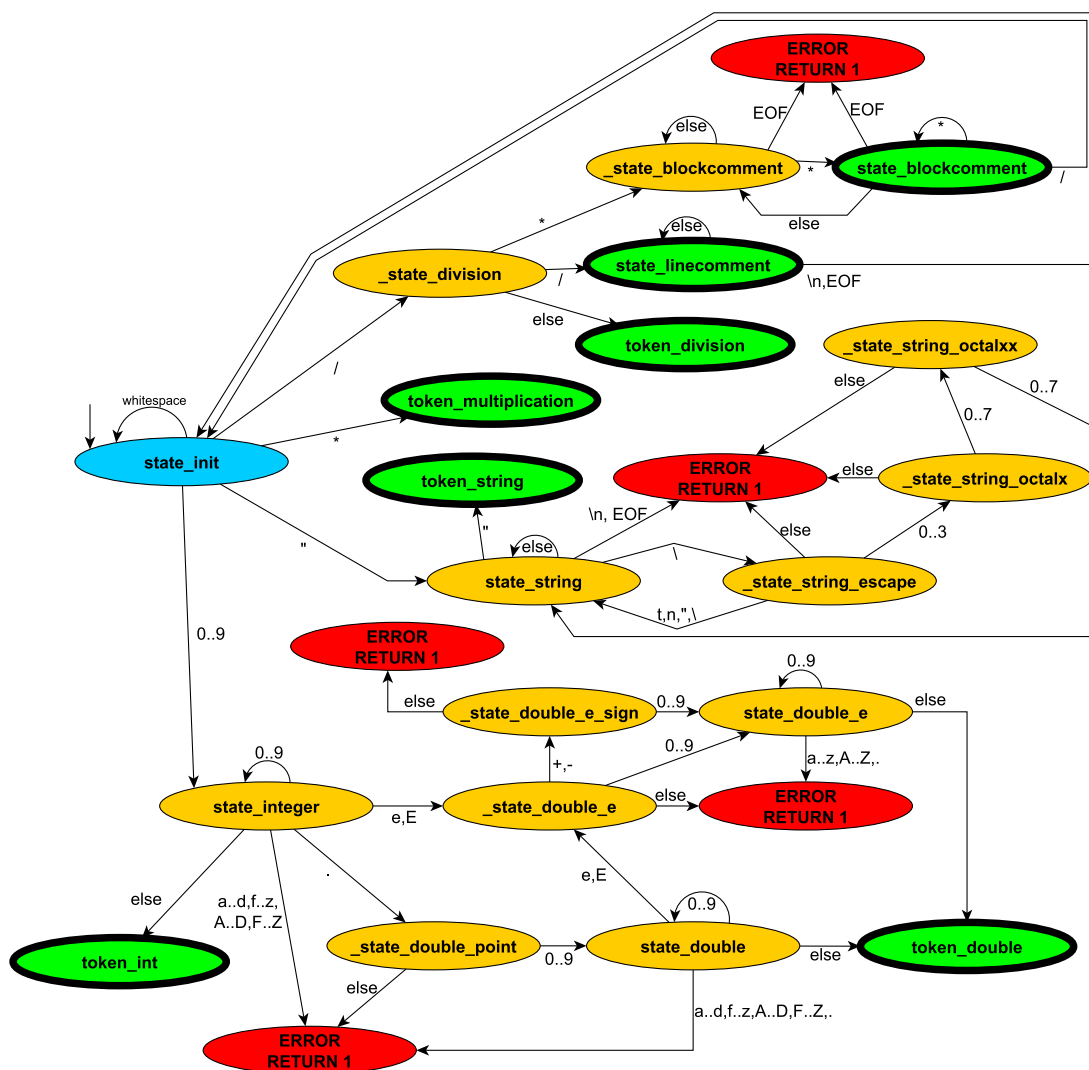 ERROR
RETURN 1
EOF
EOF
else
*
_state_blockcomment
*
state_blockcomment
/
else
*
else
_state_division
/
state_linecomment
\n,EOF
else
token_division
_state_string_octalxx
/
else
0..7
whitespace
token_multiplication
0..7
*
state_init
ERROR
RETURN 1
else
_state_string_octalx
token_string
\n, EOF
"
"
else
\
else
0..3
state_string
_state_string_escape
t,n,",\
0..9
ERROR
RETURN 1
0..9
else
_state_double_e_sign
0..9
state_double_e
else
0..9
+,-
a..z,A..Z,.
0..9
state_integer
e,E
_state_double_e
else
ERROR
RETURN 1
.
e,E
else
a..d,f..z,
A..D,F..Z
0..9
token_int
_state_double_point
0..9
state_double
else
token_double
else
a..d,f..z,A..D,F..Z,.
ERROR
RETURN 1